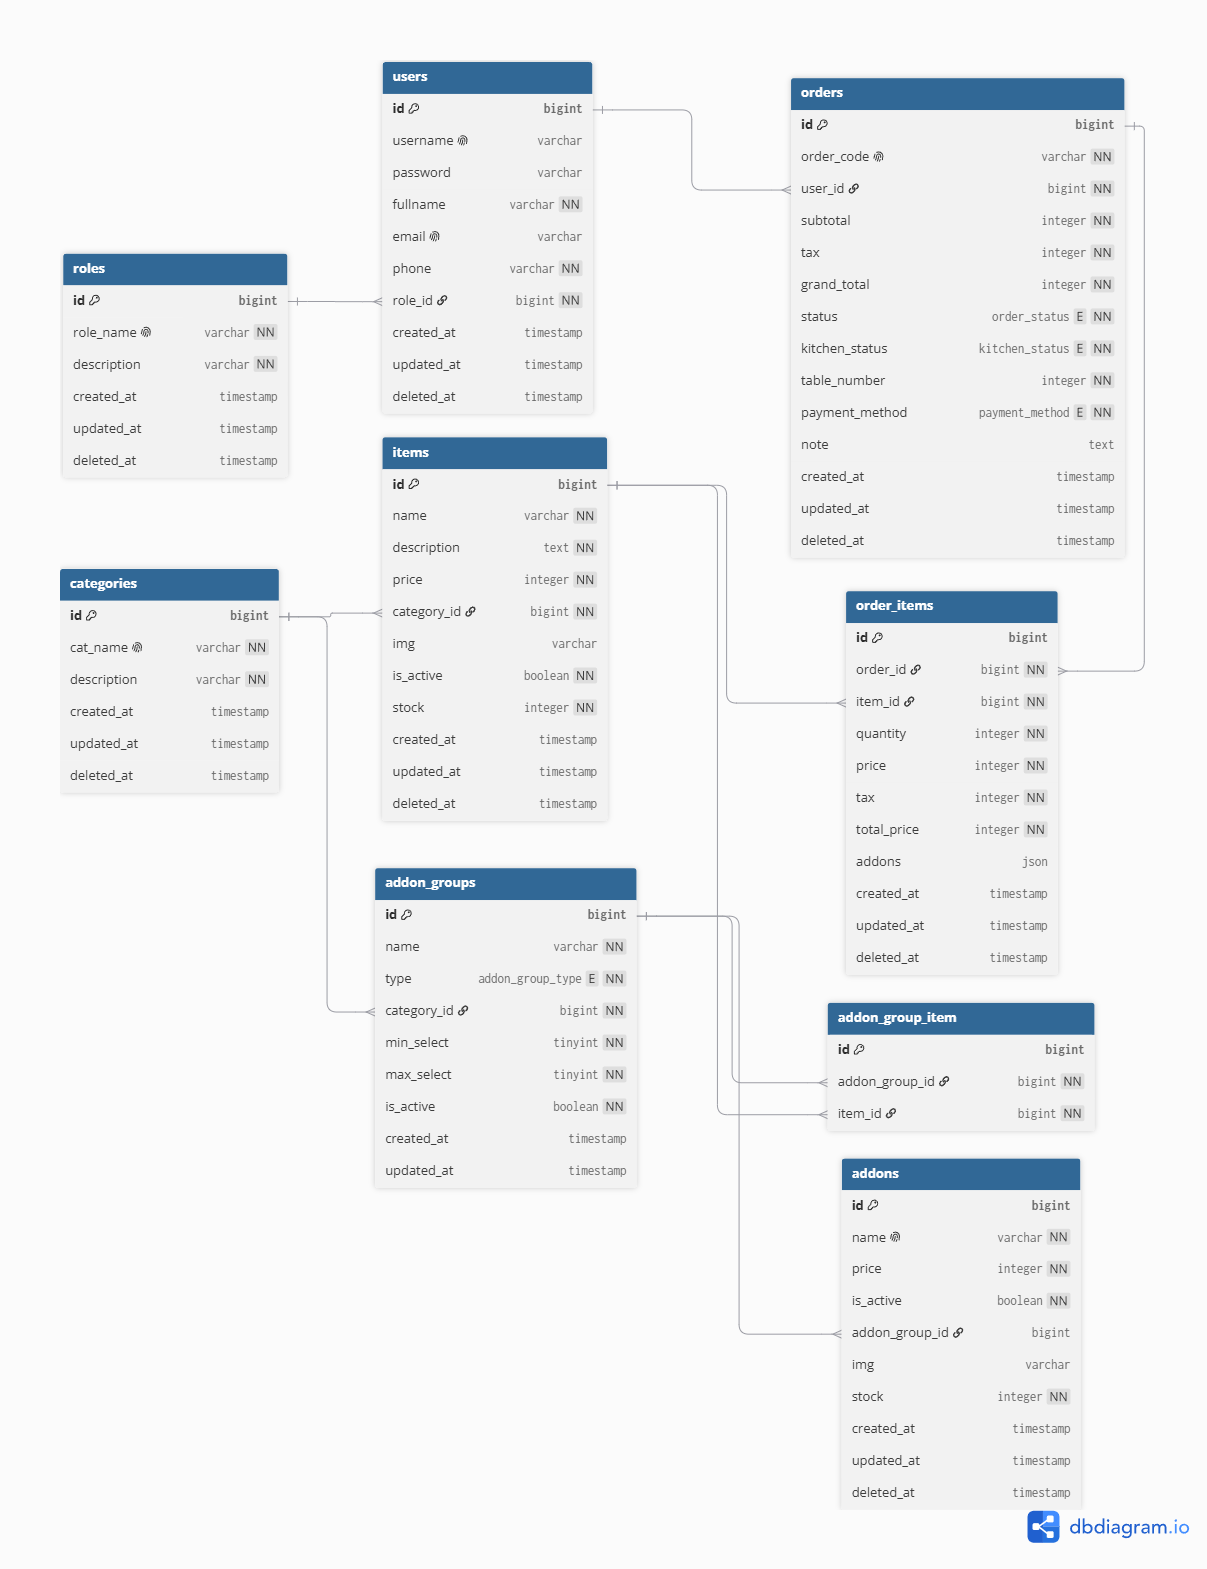 users
id bigint
username varchar
password varchar
fullname varchar NN
email varchar
phone varchar NN
role_id bigint NN
created_at timestamp
updated_at timestamp
deleted_at timestamp
orders
id bigint
order_code varchar NN
user_id bigint NN
subtotal integer NN
tax integer NN
grand_total integer NN
status order_status E NN
kitchen_status kitchen_status E NN
table_number integer NN
payment_method payment_method E NN
note text
created_at timestamp
updated_at timestamp
deleted_at timestamp
roles
id bigint
role_name varchar NN
description varchar NN
created_at timestamp
updated_at timestamp
deleted_at timestamp
items
id bigint
name varchar NN
description text NN
price integer NN
category_id bigint NN
img varchar
is_active boolean NN
stock integer NN
created_at timestamp
updated_at timestamp
deleted_at timestamp
categories
id bigint
cat_name varchar NN
description varchar NN
created_at timestamp
updated_at timestamp
deleted_at timestamp
order_items
id bigint
order_id bigint NN
item_id bigint NN
quantity integer NN
price integer NN
tax integer NN
total_price integer NN
addons json
created_at timestamp
updated_at timestamp
deleted_at timestamp
addon_groups
id bigint
name varchar NN
type addon_group_type E NN
category_id bigint NN
min_select tinyint NN
max_select tinyint NN
is_active boolean NN
created_at timestamp
updated_at timestamp
addon_group_item
id bigint
addon_group_id bigint NN
item_id bigint NN
addons
id bigint
name varchar NN
price integer NN
is_active boolean NN
addon_group_id bigint
img varchar
stock integer NN
created_at timestamp
updated_at timestamp
deleted_at timestamp
dbdiagram.io